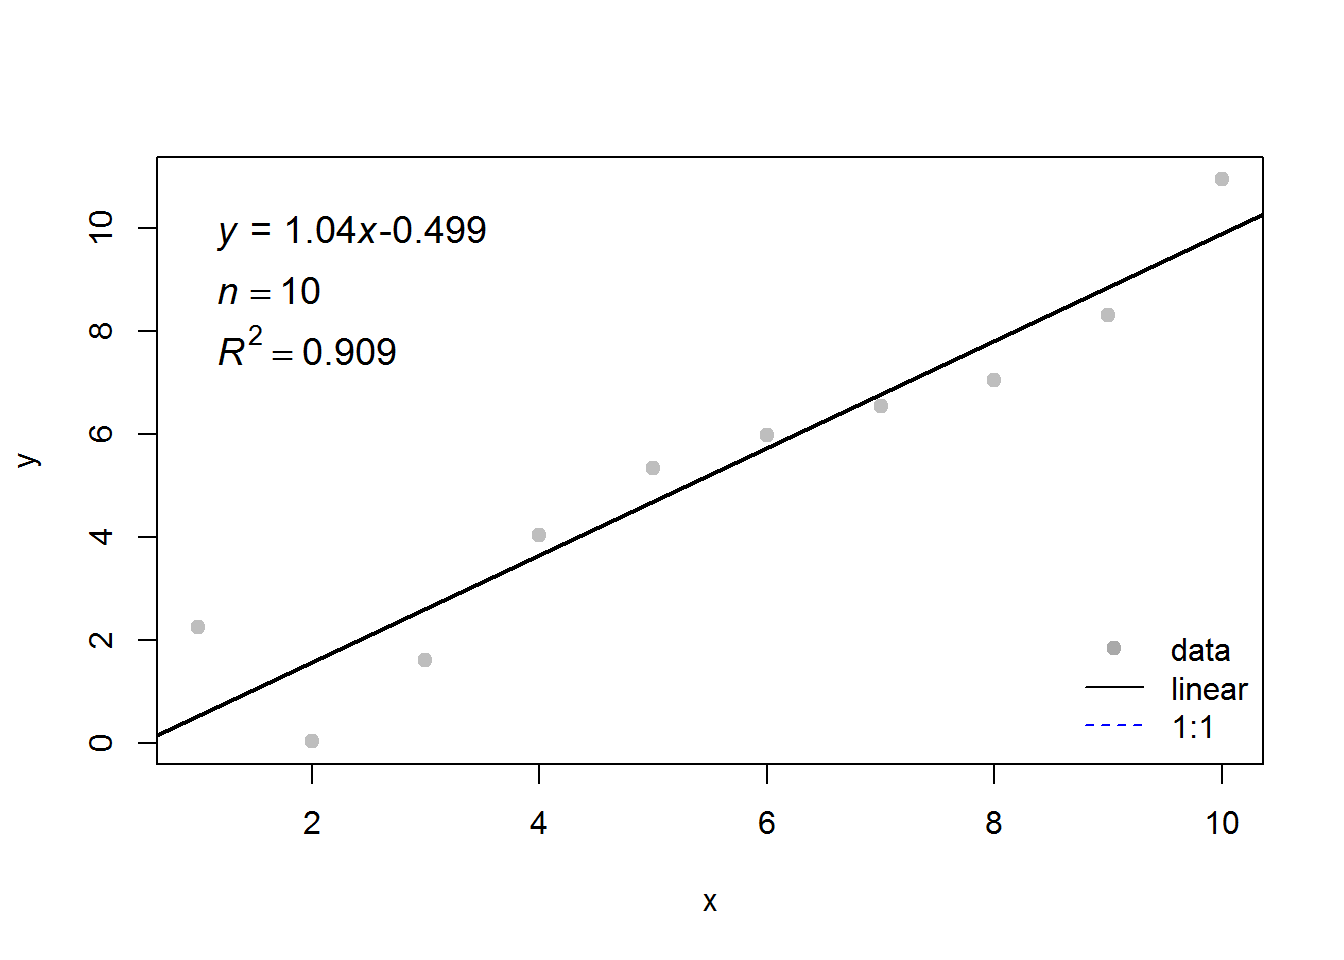 y = 1.04x-0.499
n = 10
R² = 0.909
10
8
6
4
2
0
y
data
linear
1:1
2 4 6 8 10
x